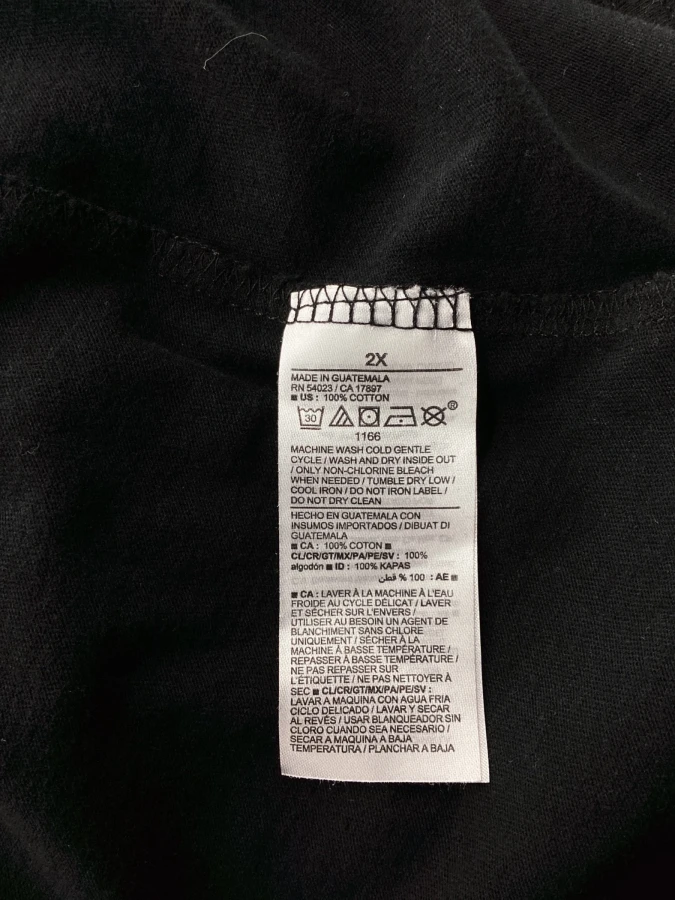 2X
MADE IN GUATEMALA
RN 54023 / CA 17897
■ US : 100% COTTON
30
®
1166
MACHINE WASH COLD GENTLE
CYCLE / WASH AND DRY INSIDE OUT
/ ONLY NON-CHLORINE BLEACH
WHEN NEEDED / TUMBLE DRY LOW /
COOL IRON / DO NOT IRON LABEL /
DO NOT DRY CLEAN
HECHO EN GUATEMALA CON
INSUMOS IMPORTADOS / DIBUAT DI
GUATEMALA
■ CA : 100% COTON ■
CL/CR/GT/MX/PA/PE/SV : 100%
algodón ■ ID : 100% KAPAS
■ AE : 100 % قطن
■ CA : LAVER À LA MACHINE À L'EAU
FROIDE AU CYCLE DÉLICAT / LAVER
ET SÉCHER SUR L'ENVERS /
UTILISER AU BESOIN UN AGENT DE
BLANCHIMENT SANS CHLORE
UNIQUEMENT / SÉCHER À LA
MACHINE À BASSE TEMPÉRATURE /
REPASSER À BASSE TEMPÉRATURE /
NE PAS REPASSER SUR
L'ÉTIQUETTE / NE PAS NETTOYER À
SEC ■ CL/CR/GT/MX/PA/PE/SV :
LAVAR A MAQUINA CON AGUA FRIA
CICLO DELICADO / LAVAR Y SECAR
AL REVÉS / USAR BLANQUEADOR SIN
CLORO CUANDO SEA NECESARIO /
SECAR A MAQUINA A BAJA
TEMPERATURA / PLANCHAR A BAJA